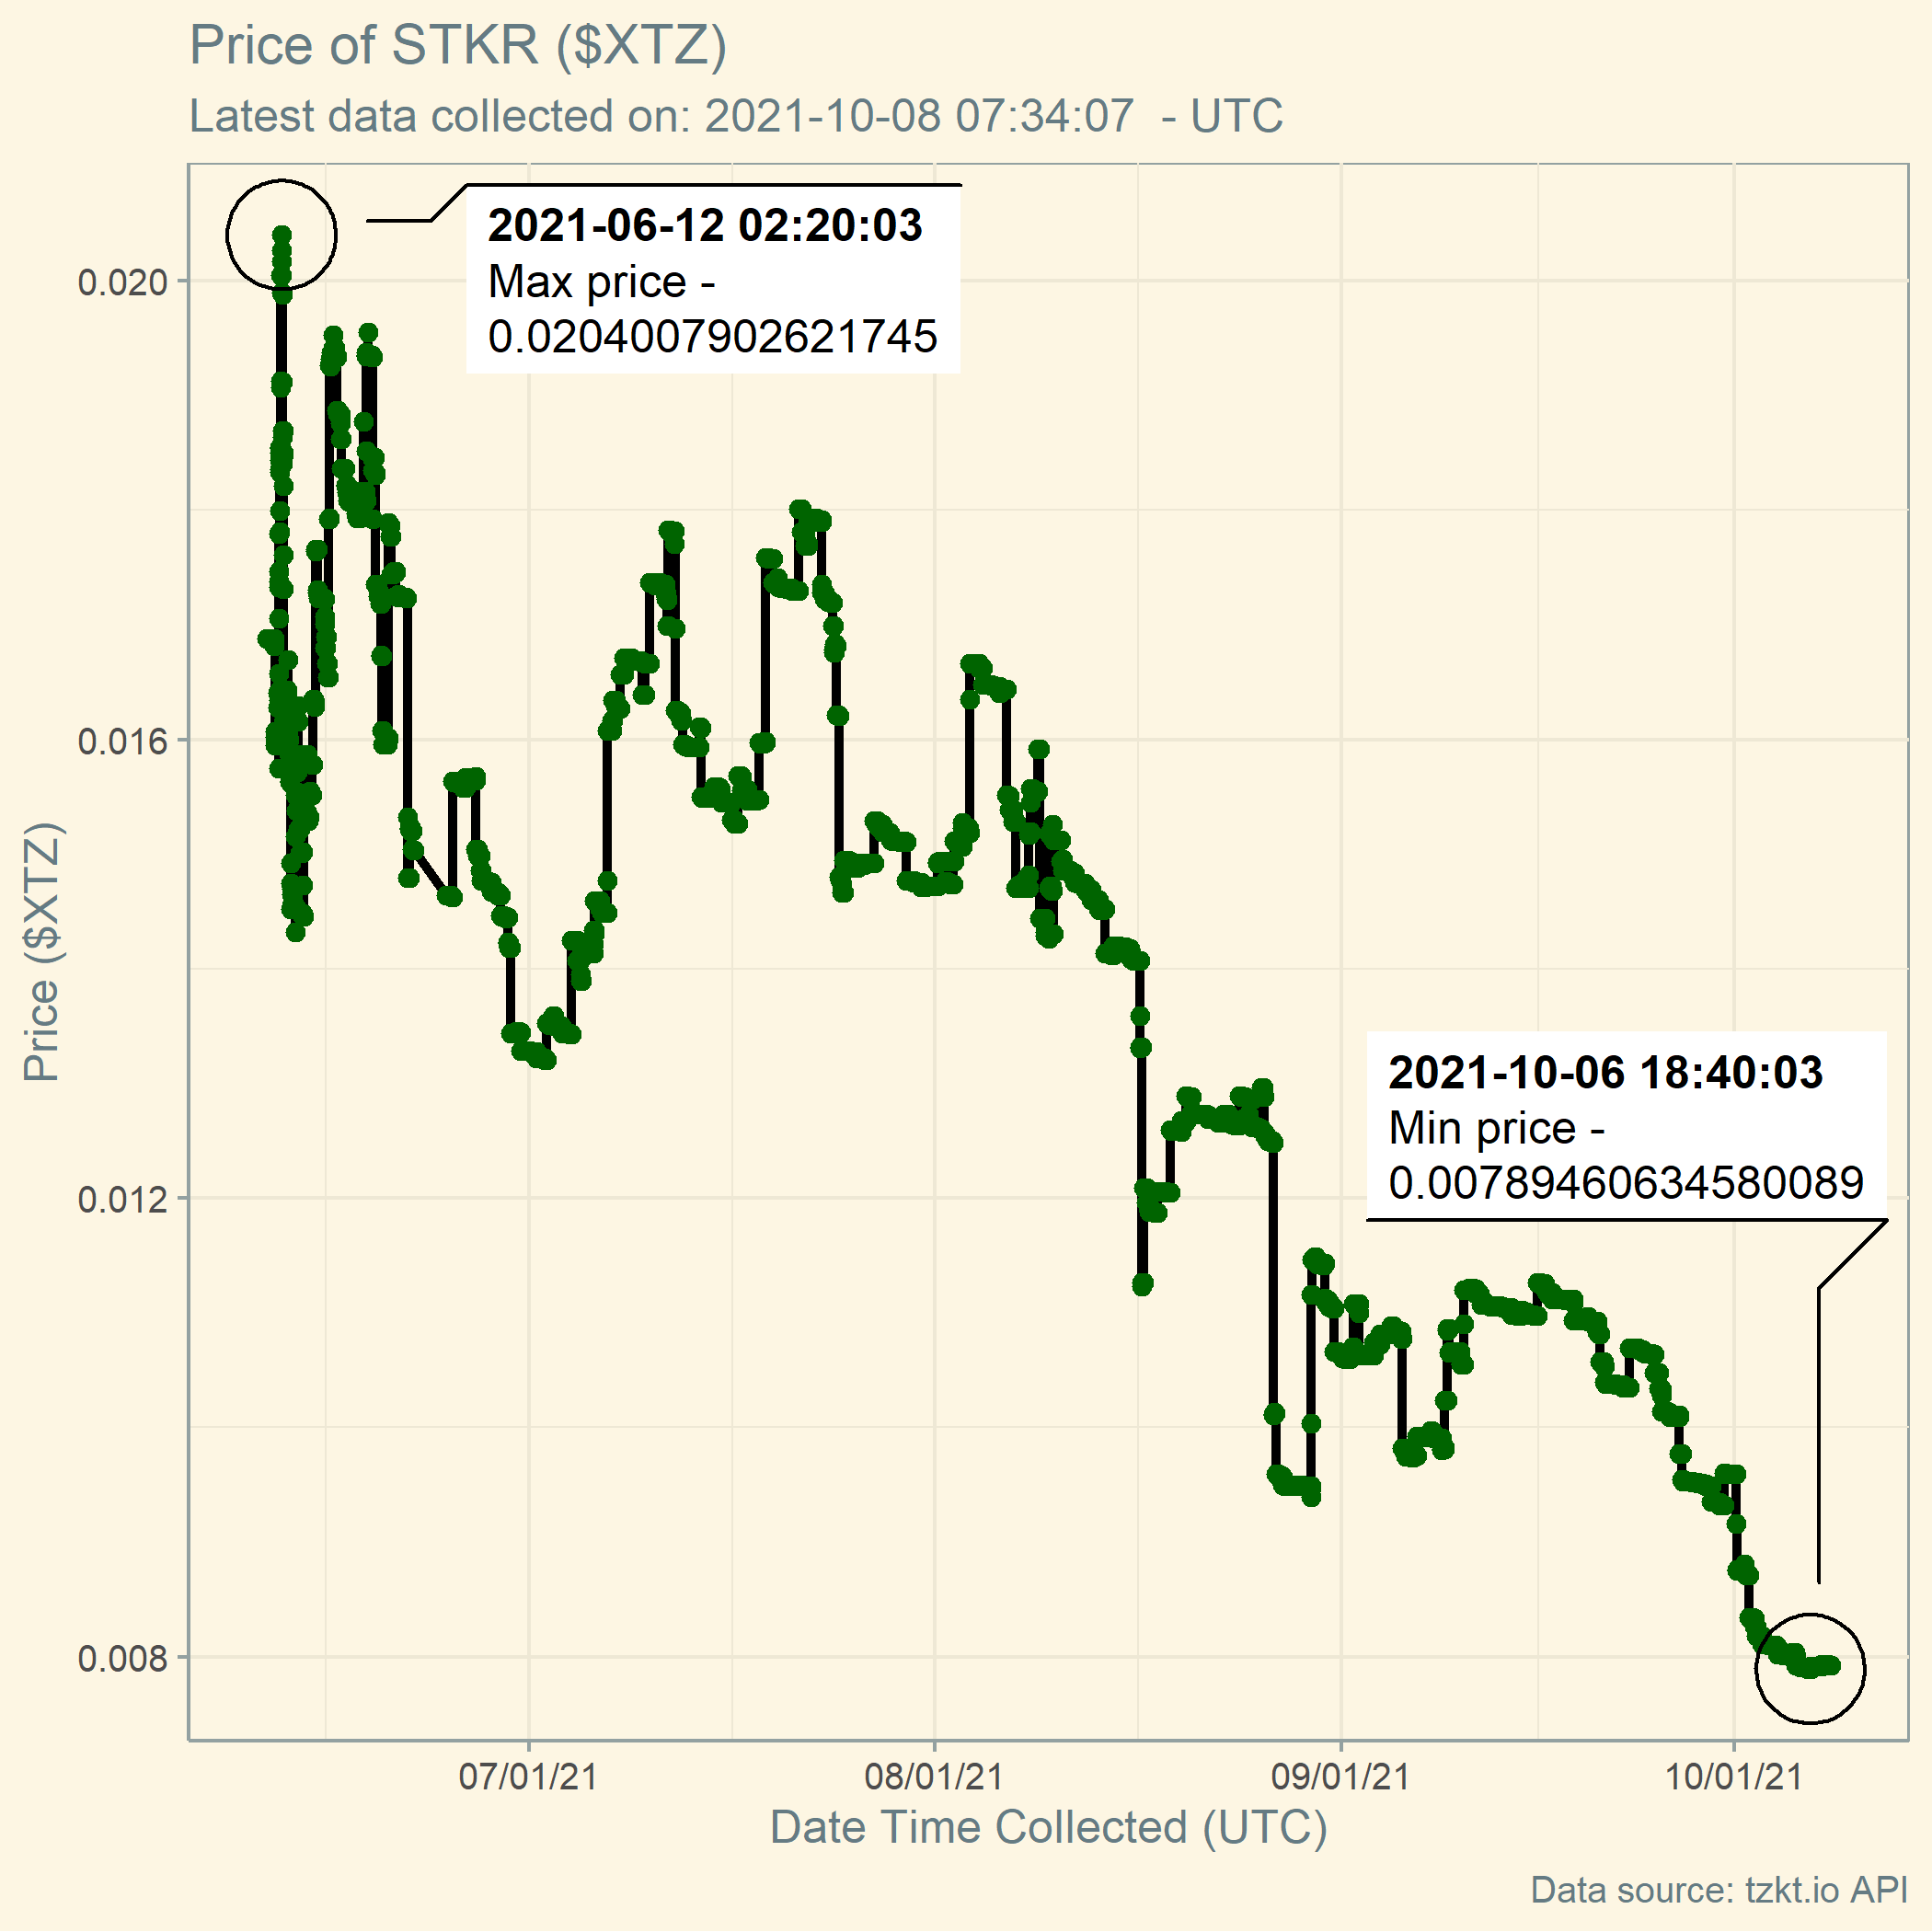 Price of STKR ($XTZ)
Latest data collected on: 2021-10-08 07:34:07  - UTC
2021-06-12 02:20:03
Max price -
0.0204007902621745
0.020
0.016
0.012
0.008
Price ($XTZ)
2021-10-06 18:40:03
Min price -
0.00789460634580089
07/01/21
08/01/21
09/01/21
10/01/21
Date Time Collected (UTC)
Data source: tzkt.io API